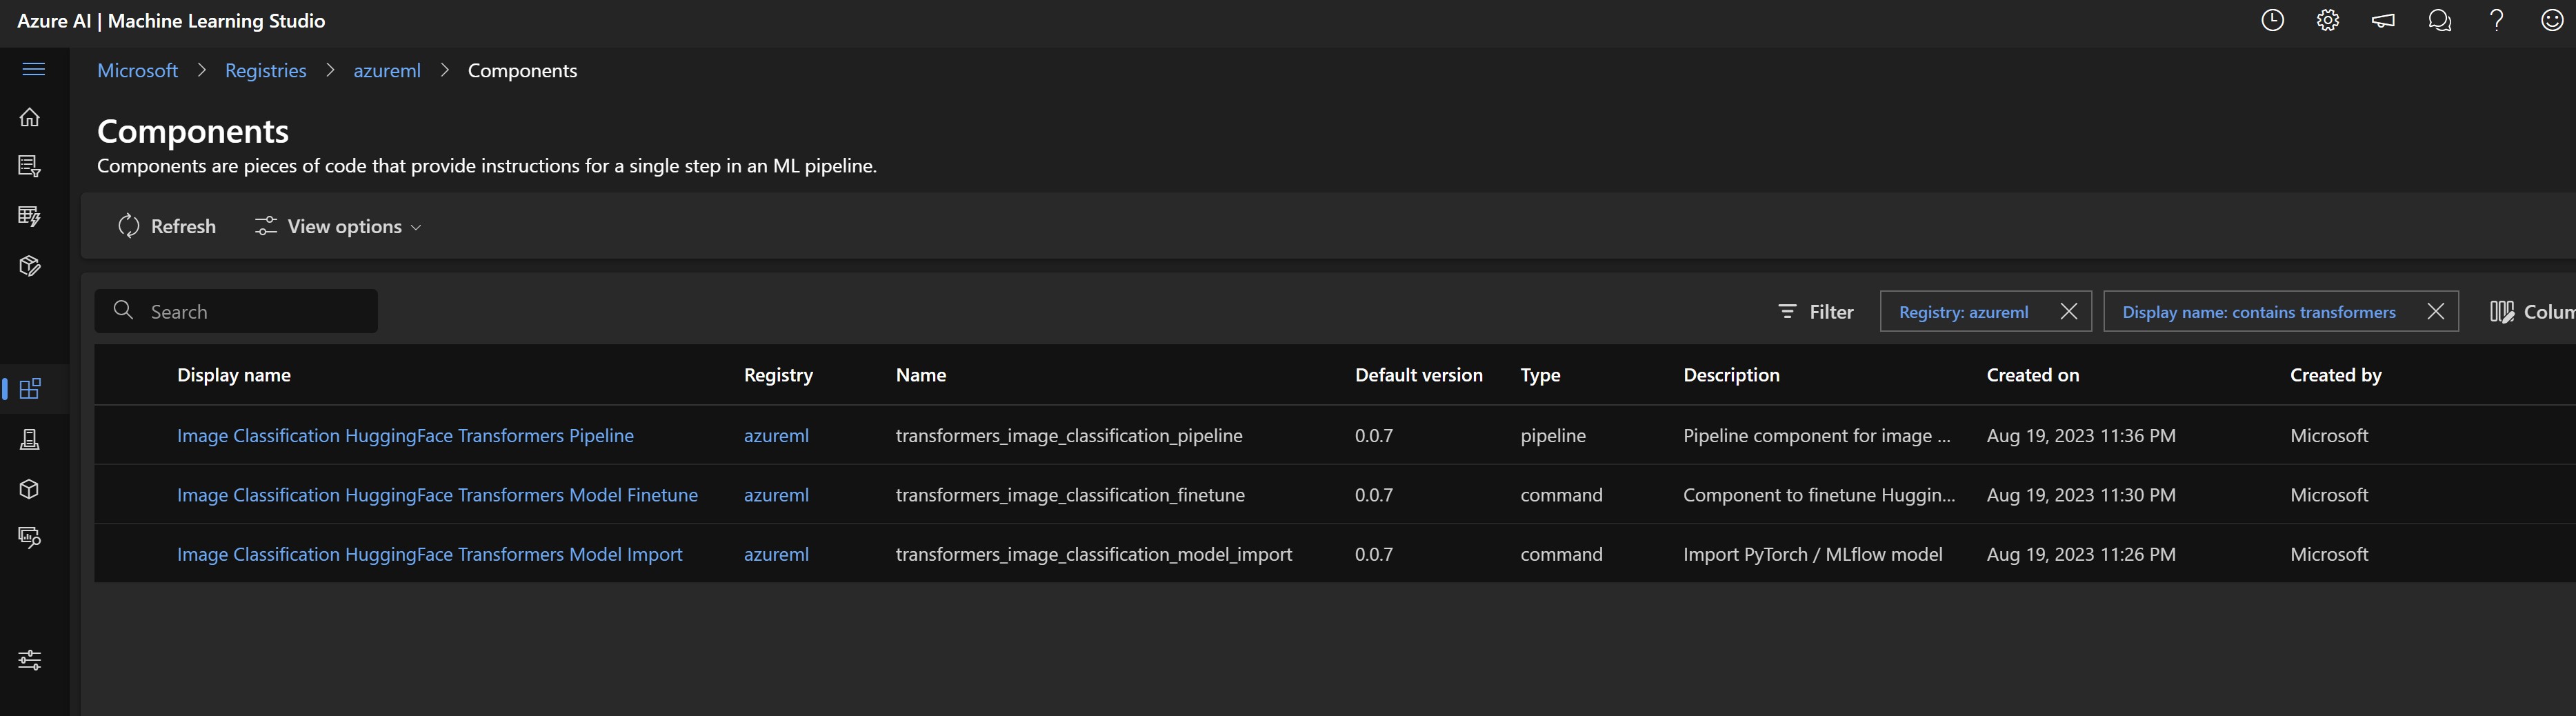 Azure AI | Machine Learning Studio
Microsoft > Registries > azureml > Components
Components
Components are pieces of code that provide instructions for a single step in an ML pipeline.
Refresh View options
Search Filter Registry: azureml Display name: contains transformers
Display name Registry Name Default version Type Description Created on Created by
Image Classification HuggingFace Transformers Pipeline azureml transformers_image_classification_pipeline 0.0.7 pipeline Pipeline component for image ... Aug 19, 2023 11:36 PM Microsoft
Image Classification HuggingFace Transformers Model Finetune azureml transformers_image_classification_finetune 0.0.7 command Component to finetune Huggin... Aug 19, 2023 11:30 PM Microsoft
Image Classification HuggingFace Transformers Model Import azureml transformers_image_classification_model_import 0.0.7 command Import PyTorch / MLflow model Aug 19, 2023 11:26 PM Microsoft